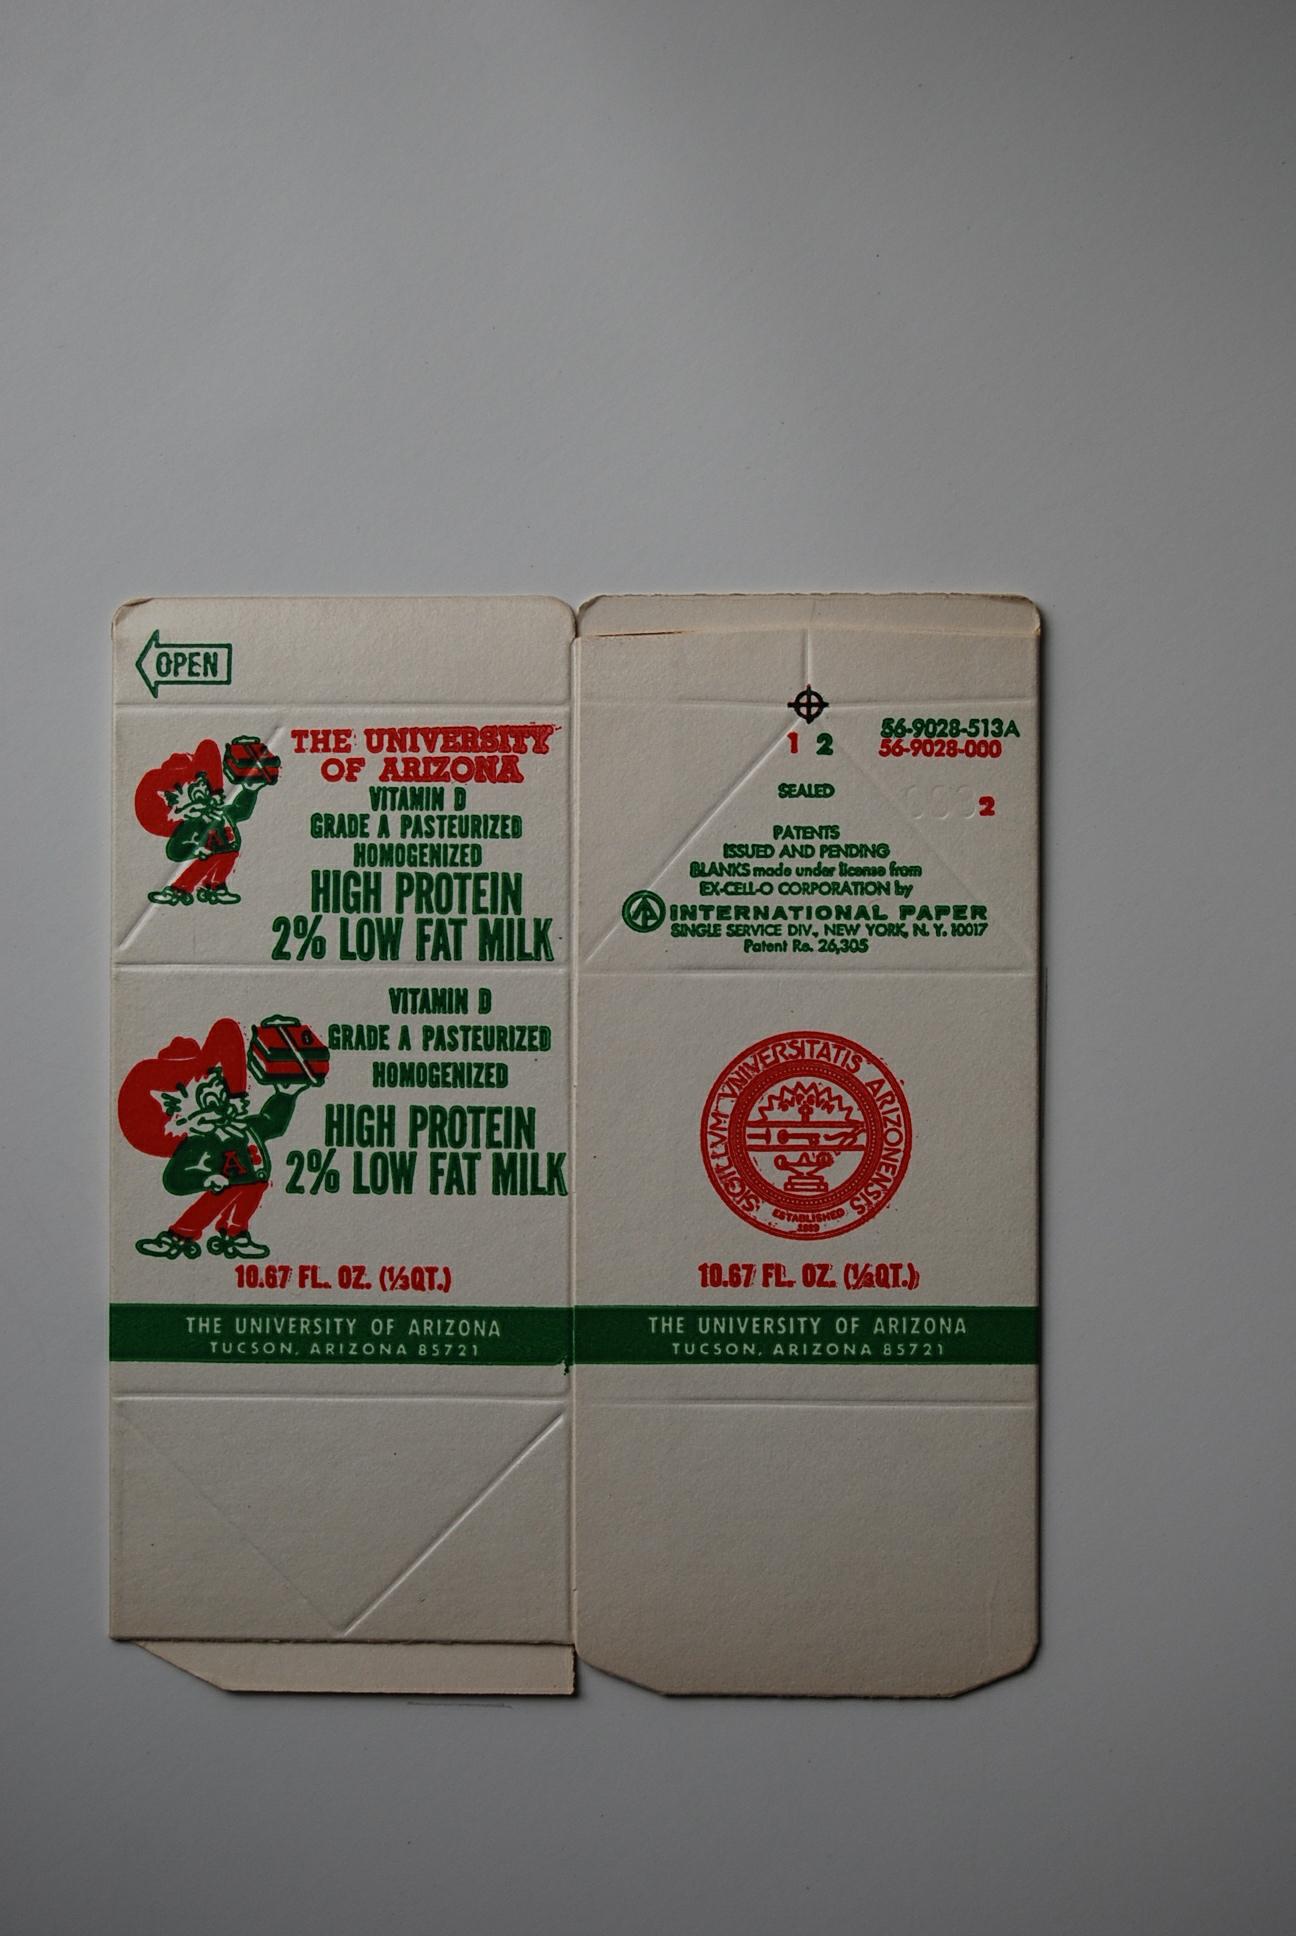 OPEN
THE UNIVERSITY
OF ARIZONA
VITAMIN D
GRADE A PASTEURIZED
HOMOGENIZED
HIGH PROTEIN
2% LOW FAT MILK
VITAMIN D
GRADE A PASTEURIZED
HOMOGENIZED
HIGH PROTEIN
2% LOW FAT MILK
A
10.67 FL. OZ. (⅓QT.)
THE UNIVERSITY OF ARIZONA
TUCSON, ARIZONA 85721
1 2
56-9028-513A
56-9028-000
2
SEALED
PATENTS
ISSUED AND PENDING
BLANKS made under license from
EX-CELL-O CORPORATION by
INTERNATIONAL PAPER
SINGLE SERVICE DIV., NEW YORK, N. Y. 10017
Patent Re. 26,305
SIGILLVM VNIVERSITATIS ARIZONENSIS
ESTABLISHED
1889
10.67 FL. OZ. (⅓QT.)
THE UNIVERSITY OF ARIZONA
TUCSON, ARIZONA 85721